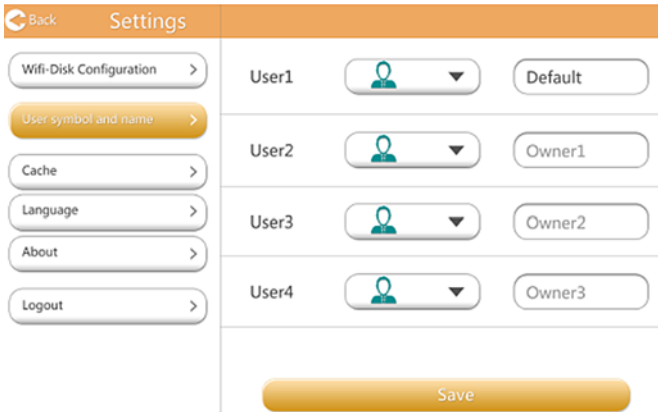 Back
Settings
Wifi-Disk Configuration
User symbol and name
Cache
Language
About
Logout
User1
Default
User2
Owner1
User3
Owner2
User4
Owner3
Save